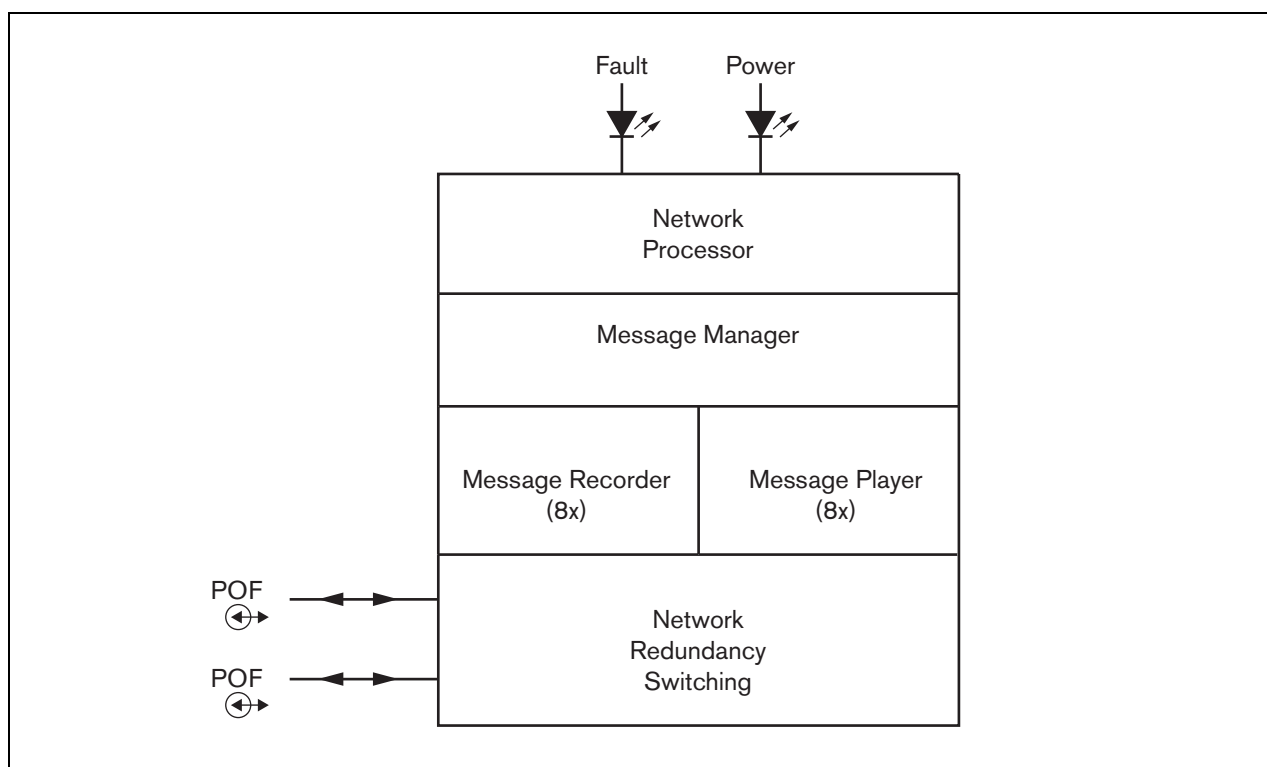 Fault
Power
Network
Processor
Message Manager
Message Recorder
(8x)
Message Player
(8x)
POF
POF
Network
Redundancy
Switching